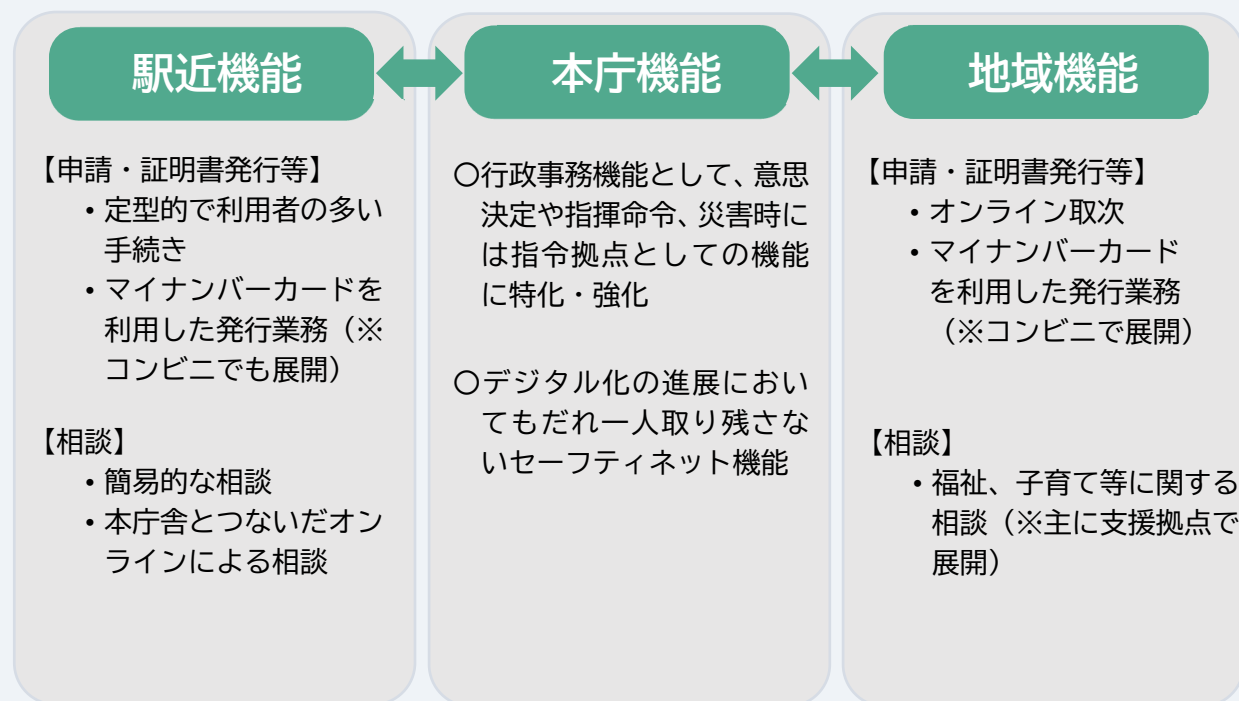 駅近機能
【申請・証明書発行等】
・定型的で利用者の多い
手続き
・マイナンバーカードを
利用した発行業務（※
コンビニでも展開）
【相談】
・簡易的な相談
・本庁舎とつないだオン
ラインによる相談
本庁機能
〇行政事務機能として、意思
決定や指揮命令、災害時に
は指令拠点としての機能
に特化・強化
〇デジタル化の進展におい
てもだれ一人取り残さな
いセーフティネット機能
地域機能
【申請・証明書発行等】
・オンライン取次
・マイナンバーカード
を利用した発行業務
（※コンビニで展開）
【相談】
・福祉、子育て等に関する
相談（※主に支援拠点で
展開）